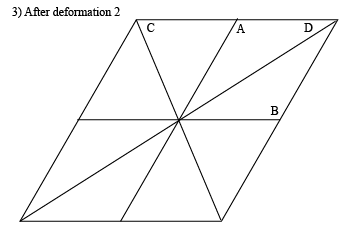 3) After deformation 2
C A D
B